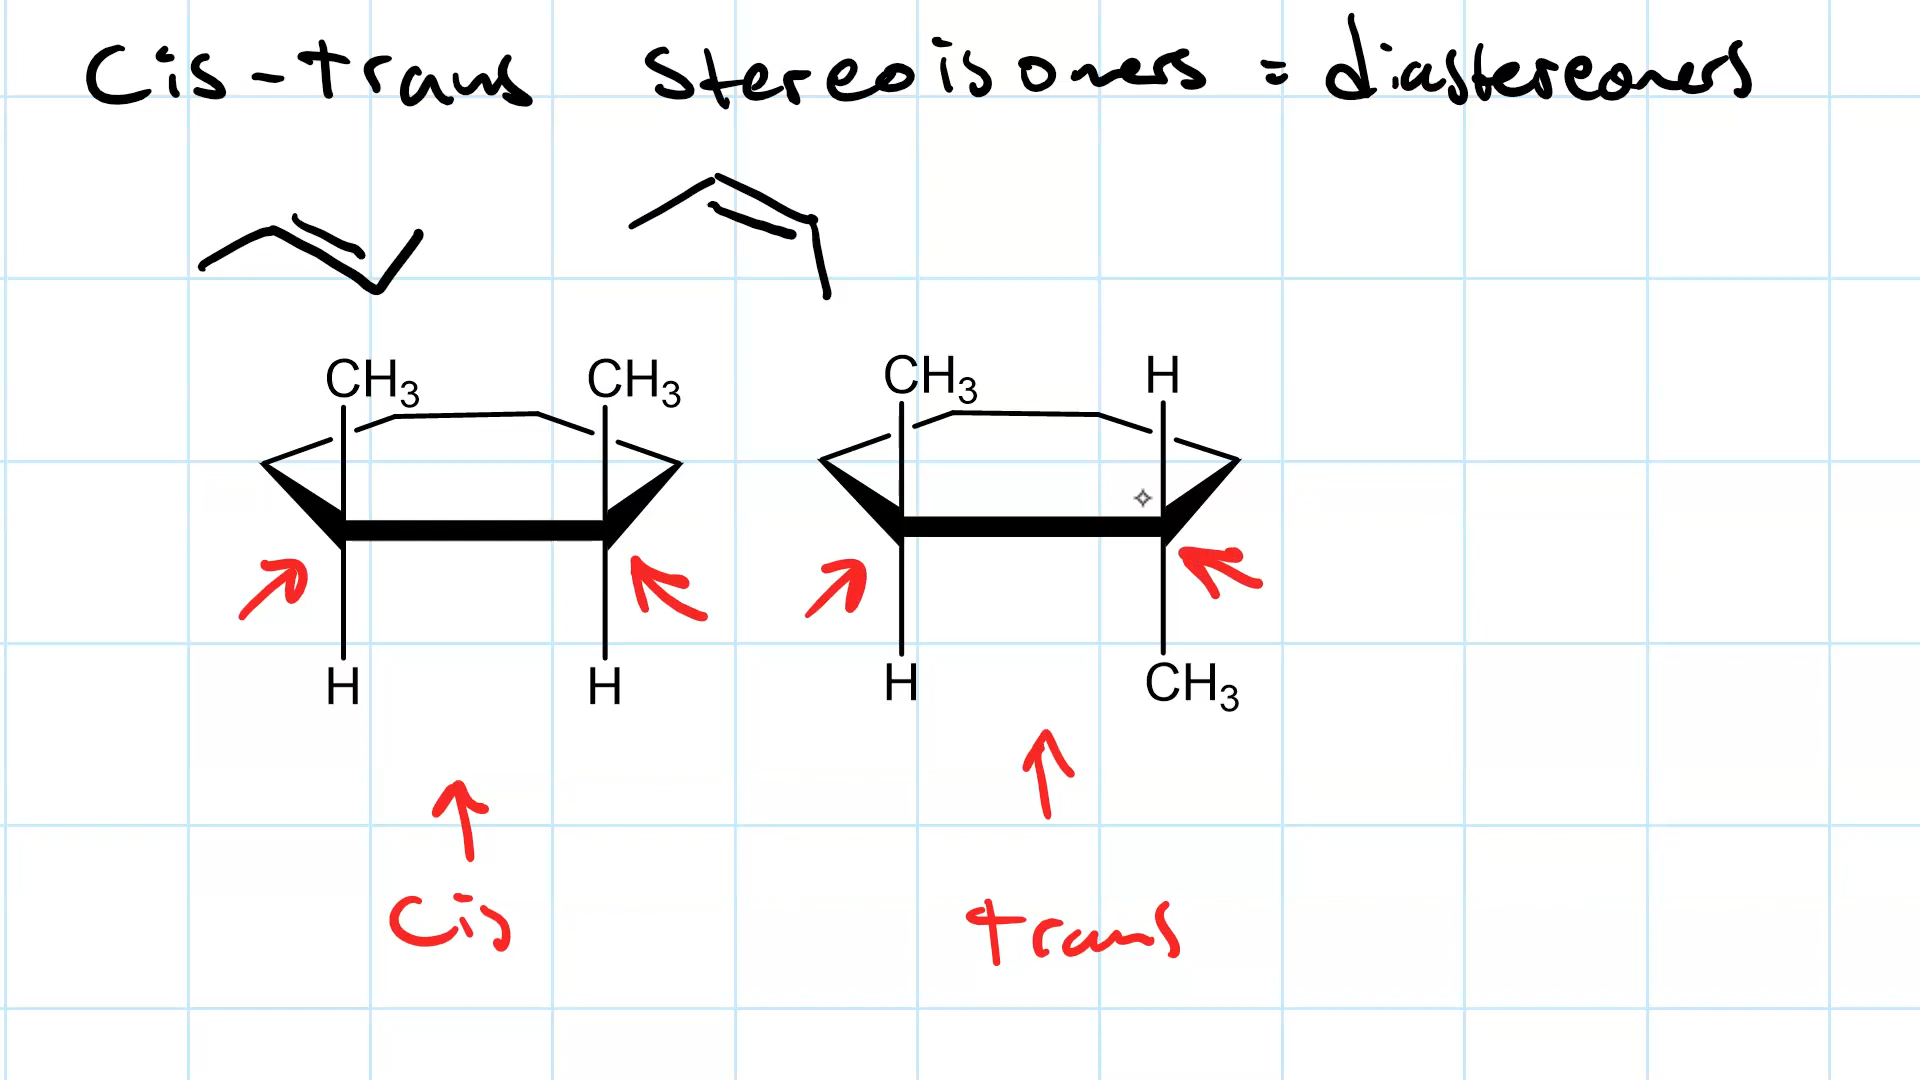 Cis-trans stereoisomers = diastereomers
CH3 CH3 CH3 H
H H H CH3
cis trans